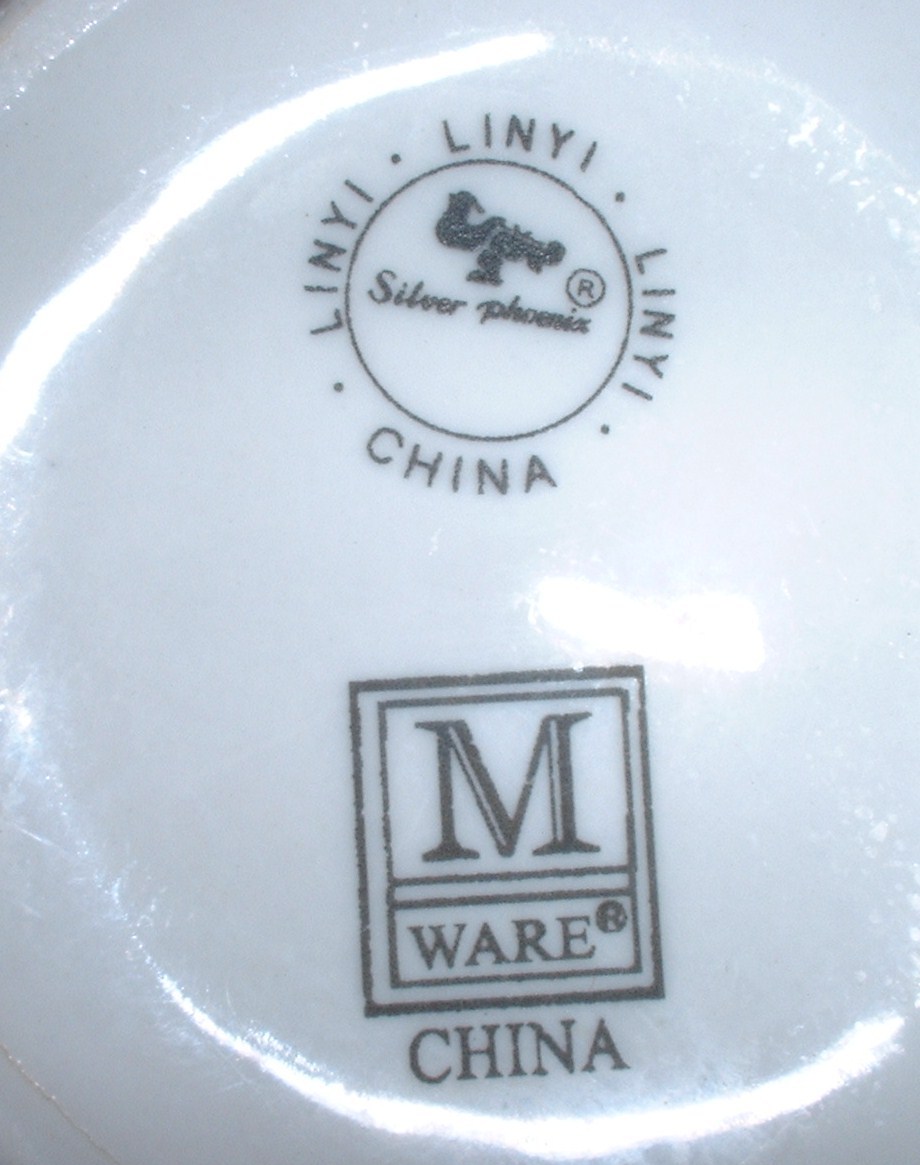 LINYI · LINYI · LINYI ·
Silver phoenix ®
CHINA
M
WARE®
CHINA